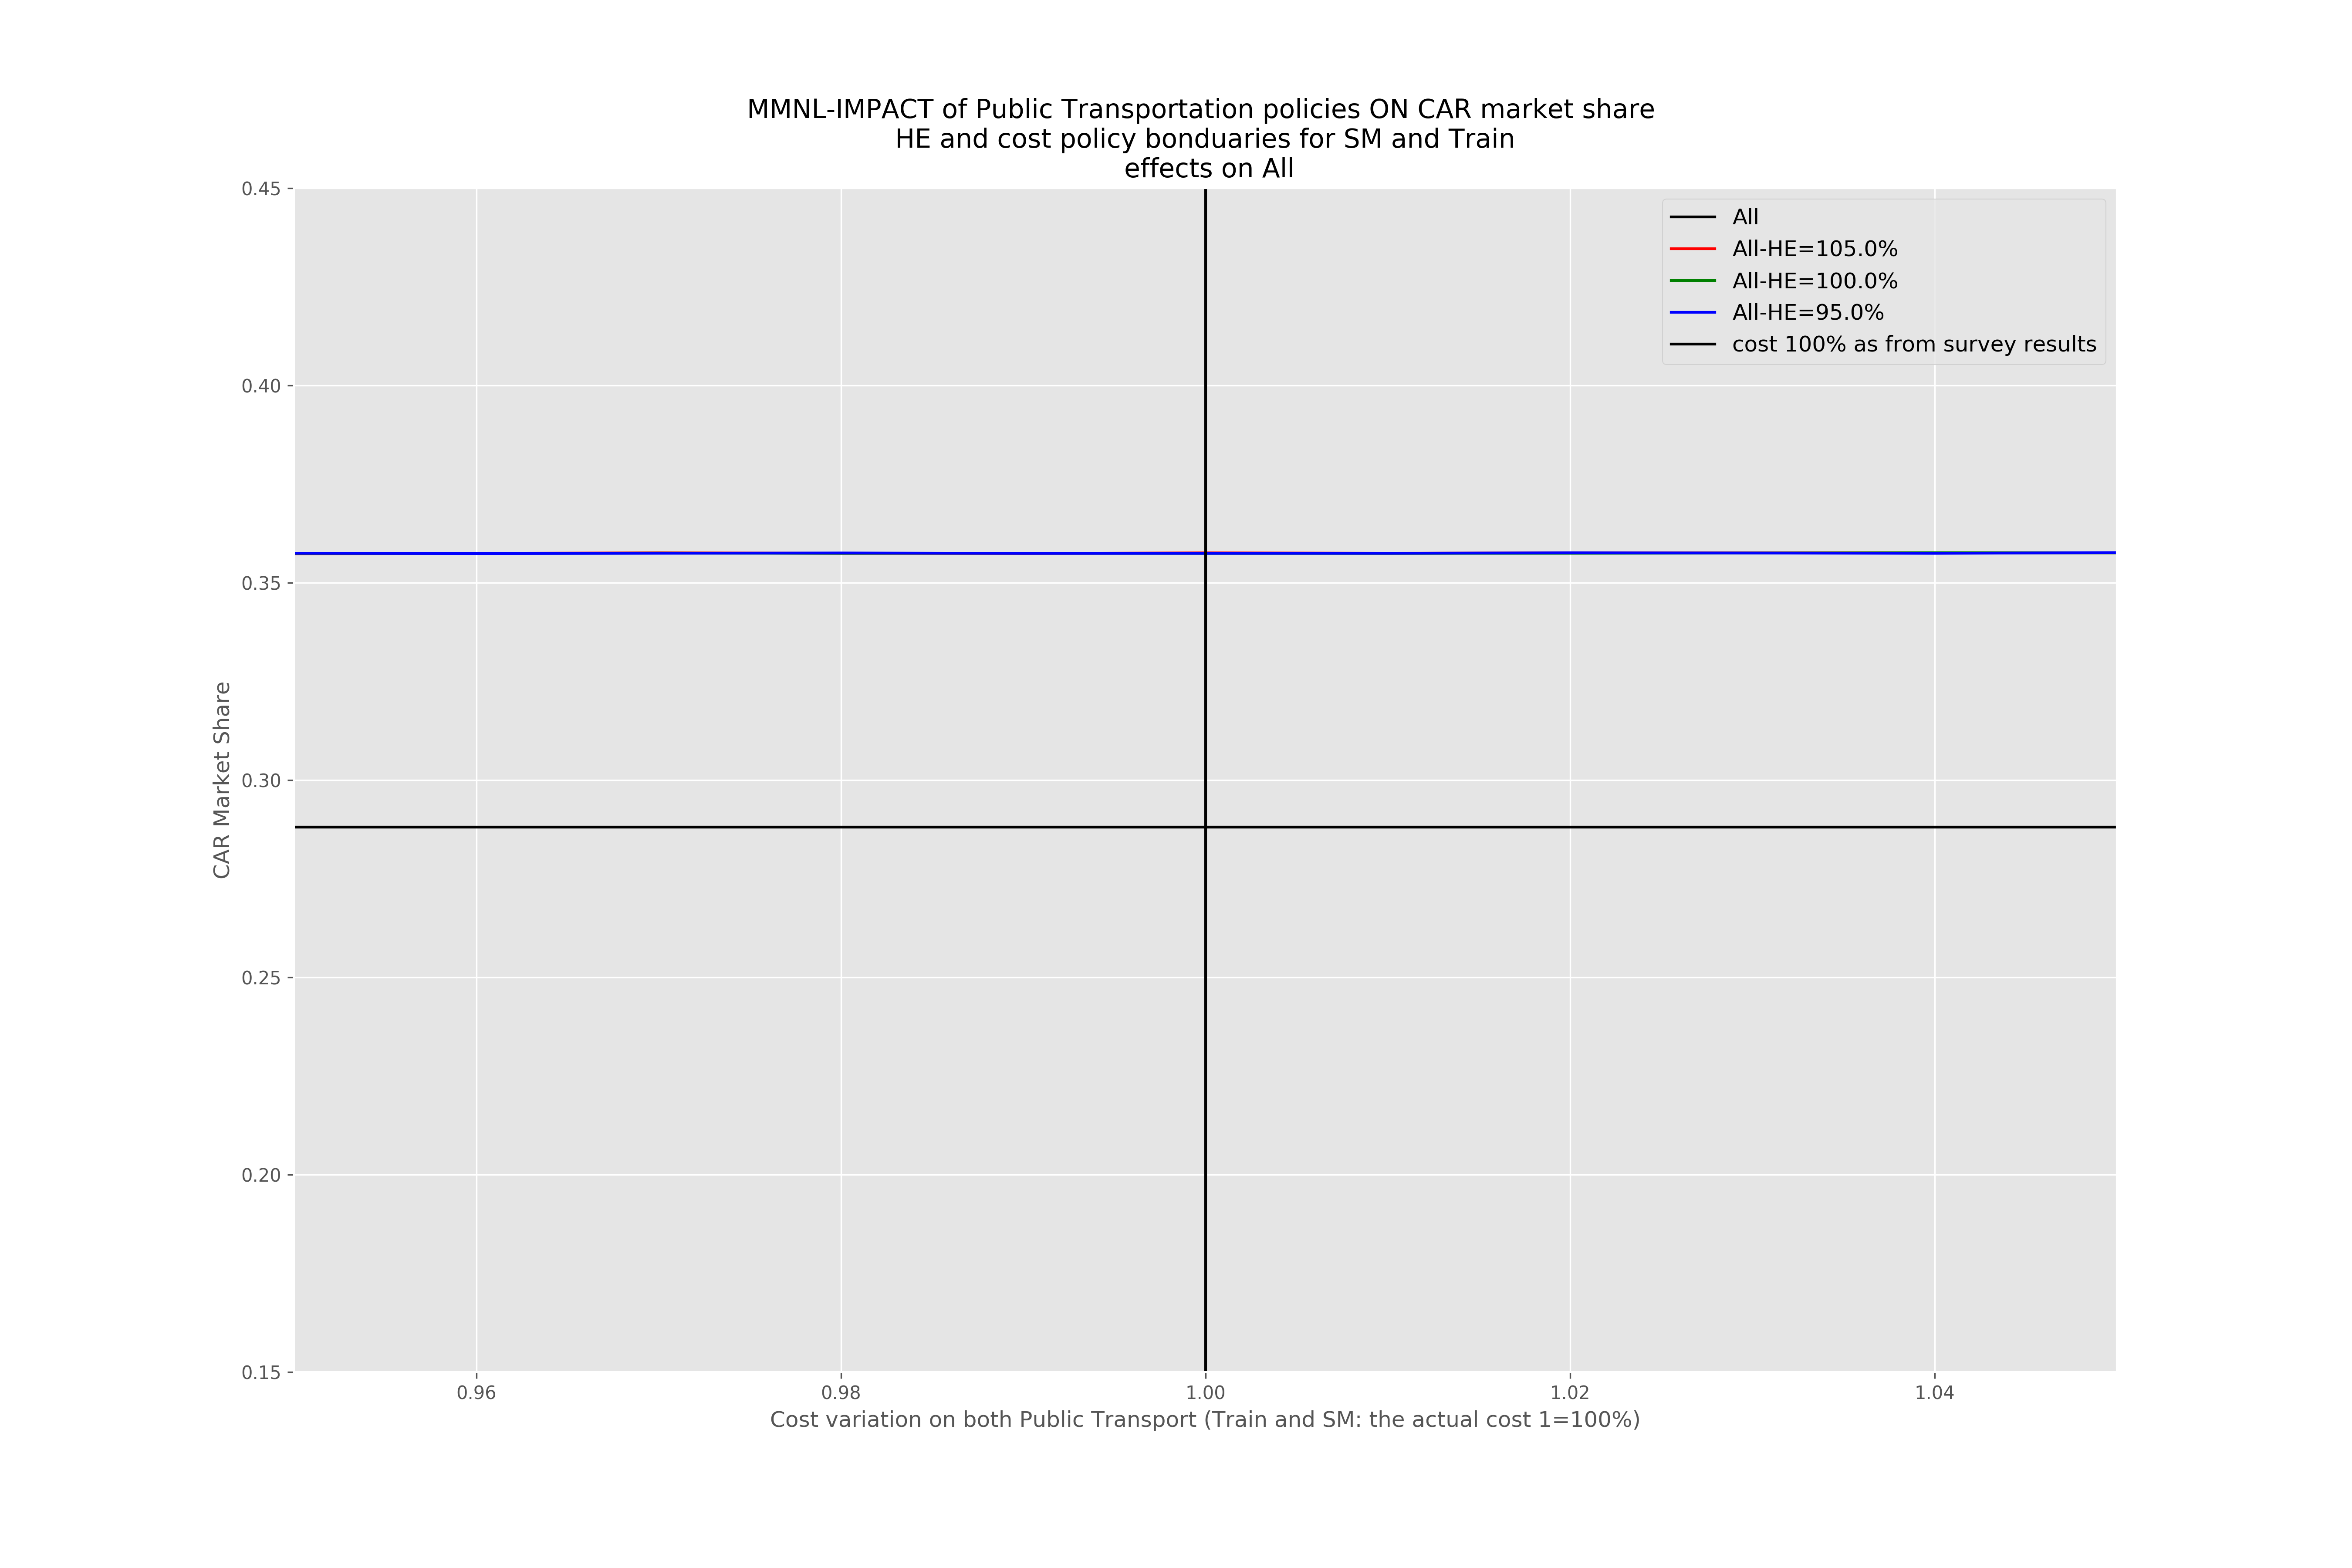 MMNL-IMPACT of Public Transportation policies ON CAR market share
HE and cost policy bonduaries for SM and Train
effects on All
All
All-HE=105.0%
All-HE=100.0%
All-HE=95.0%
cost 100% as from survey results
CAR Market Share
0.45
0.40
0.35
0.30
0.25
0.20
0.15
0.96
0.98
1.00
1.02
1.04
Cost variation on both Public Transport (Train and SM: the actual cost 1=100%)